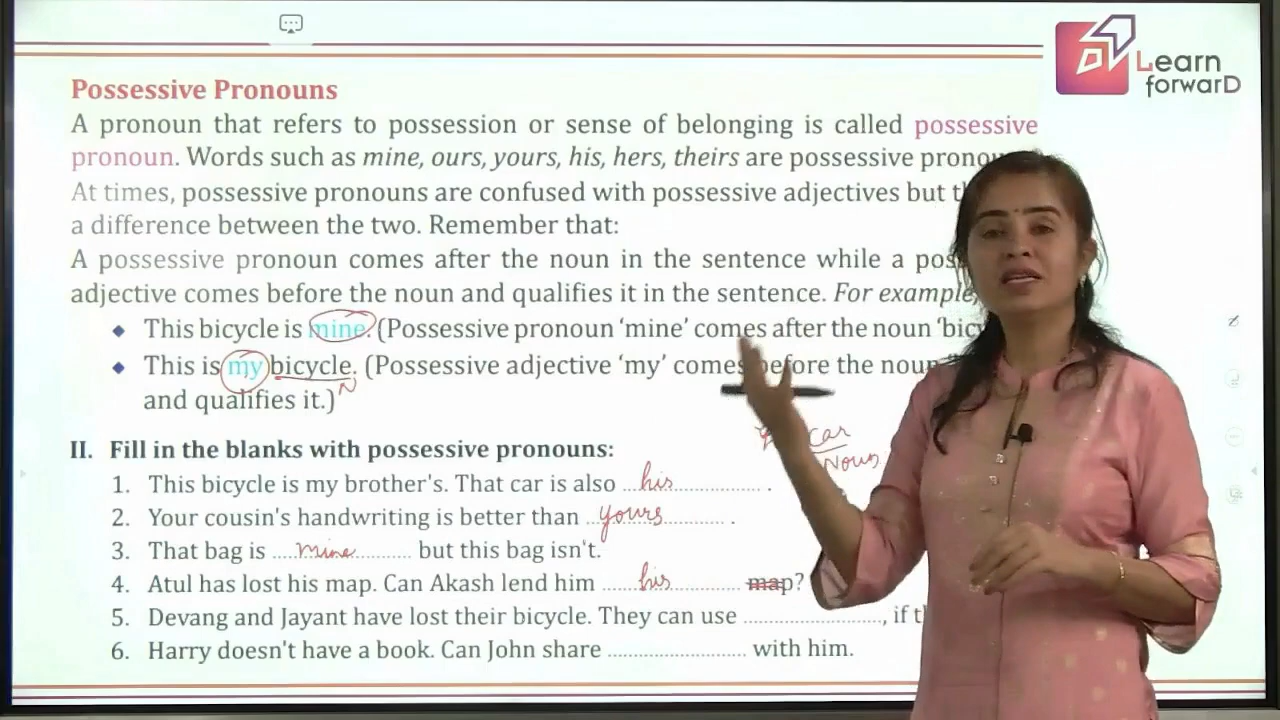 Learn
forwarD
Possessive Pronouns
A pronoun that refers to possession or sense of belonging is called possessive
pronoun. Words such as mine, ours, yours, his, hers, theirs are possessive
At times, possessive pronouns are confused with possessive adjectives but
a difference between the two. Remember that:
A possessive pronoun comes after the noun in the sentence while a
adjective comes before the noun and qualifies it in the sentence. For example,
This bicycle is mine. (Possessive pronoun 'mine' comes after the noun
This is my bicycle. (Possessive adjective 'my' comes before the noun
N
and qualifies it.)
car
Noun
II. Fill in the blanks with possessive pronouns:
1. This bicycle is my brother's. That car is also ...his.............. .
2. Your cousin's handwriting is better than ..yours........... .
3. That bag is ....mine......... but this bag isn't.
4. Atul has lost his map. Can Akash lend him ......his........... map?
5. Devang and Jayant have lost their bicycle. They can use ......................, if
6. Harry doesn't have a book. Can John share ....................... with him.